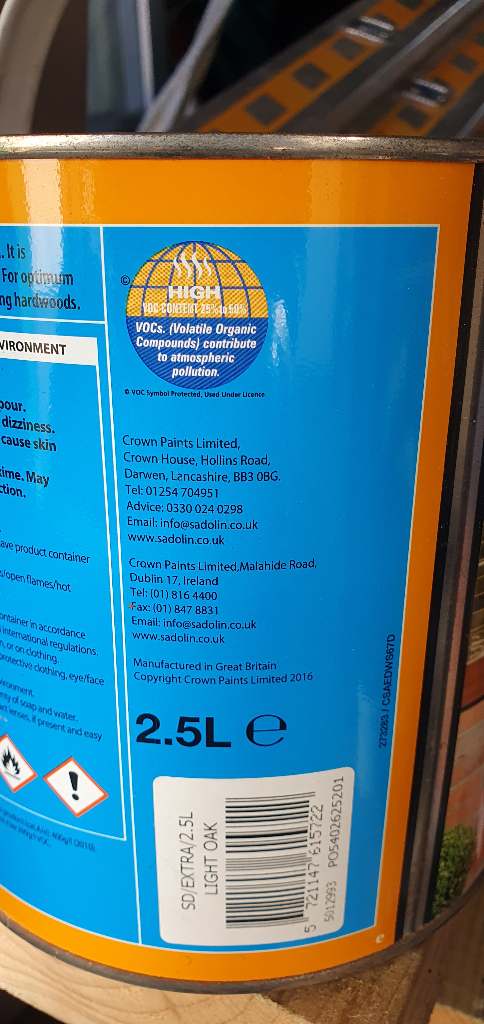 . It is
For optimum
ng hardwoods.
VIRONMENT
pour.
dizziness.
cause skin
ime. May
ction.
ave product container
s/open flames/hot
ontainer in accordance
international regulations.
n, or on clothing.
protective clothing, eye/face
vironment.
nty of soap and water.
act lenses, if present and easy
©
HIGH
VOC CONTENT 25% to 50%
VOCs. (Volatile Organic
Compounds) contribute
to atmospheric
pollution.
© VOC Symbol Protected, Used Under Licence
Crown Paints Limited,
Crown House, Hollins Road,
Darwen, Lancashire, BB3 0BG.
Tel: 01254 704951
Advice: 0330 024 0298
Email: info@sadolin.co.uk
www.sadolin.co.uk
Crown Paints Limited,Malahide Road,
Dublin 17, Ireland
Tel: (01) 816 4400
Fax: (01) 847 8831
Email: info@sadolin.co.uk
www.sadolin.co.uk
Manufactured in Great Britain
Copyright Crown Paints Limited 2016
2.5L ℮
273283 / CSAEDWS67D
SD/EXTRA/2.5L
LIGHT OAK
5 721147 615722
5012993 PO5402625201
e